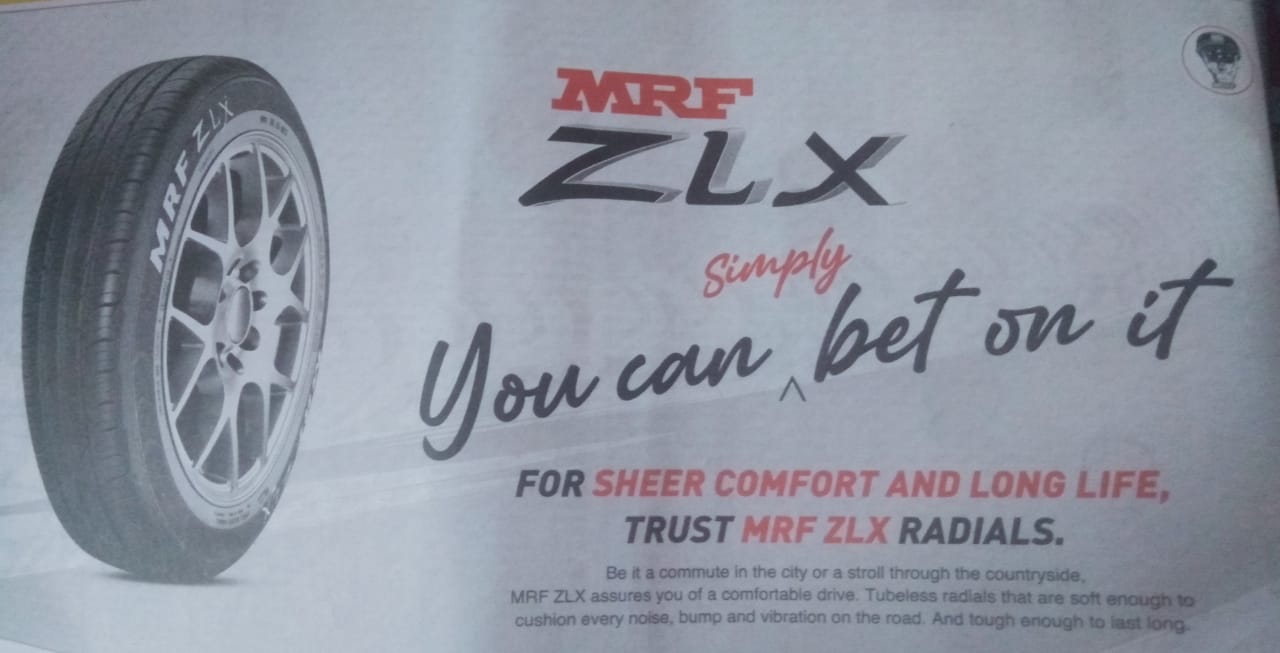 MRF ZLX
MRF
ZLX
Simply
You can ^ bet on it
FOR SHEER COMFORT AND LONG LIFE,
TRUST MRF ZLX RADIALS.
Be it a commute in the city or a stroll through the countryside,
MRF ZLX assures you of a comfortable drive. Tubeless radials that are soft enough to
cushion every noise, bump and vibration on the road. And tough enough to last long.